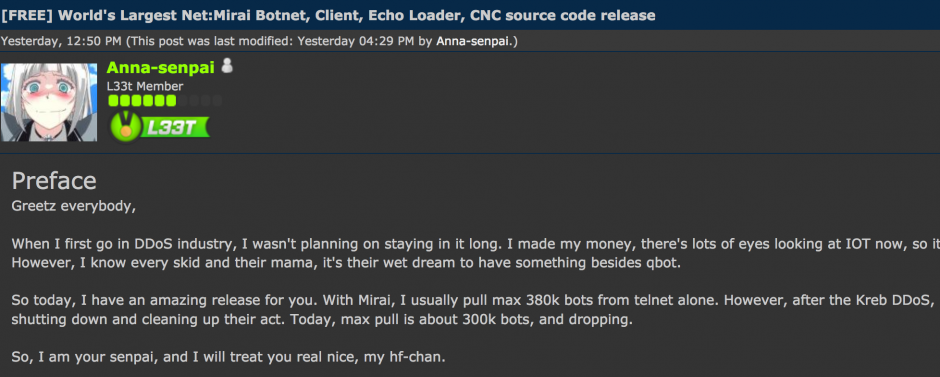 [FREE] World's Largest Net:Mirai Botnet, Client, Echo Loader, CNC source code release
Yesterday, 12:50 PM (This post was last modified: Yesterday 04:29 PM by Anna-senpai.)
Anna-senpai
L33t Member
L33T
Preface
Greetz everybody,
When I first go in DDoS industry, I wasn't planning on staying in it long. I made my money, there's lots of eyes looking at IOT now, so it
However, I know every skid and their mama, it's their wet dream to have something besides qbot.
So today, I have an amazing release for you. With Mirai, I usually pull max 380k bots from telnet alone. However, after the Kreb DDoS,
shutting down and cleaning up their act. Today, max pull is about 300k bots, and dropping.
So, I am your senpai, and I will treat you real nice, my hf-chan.